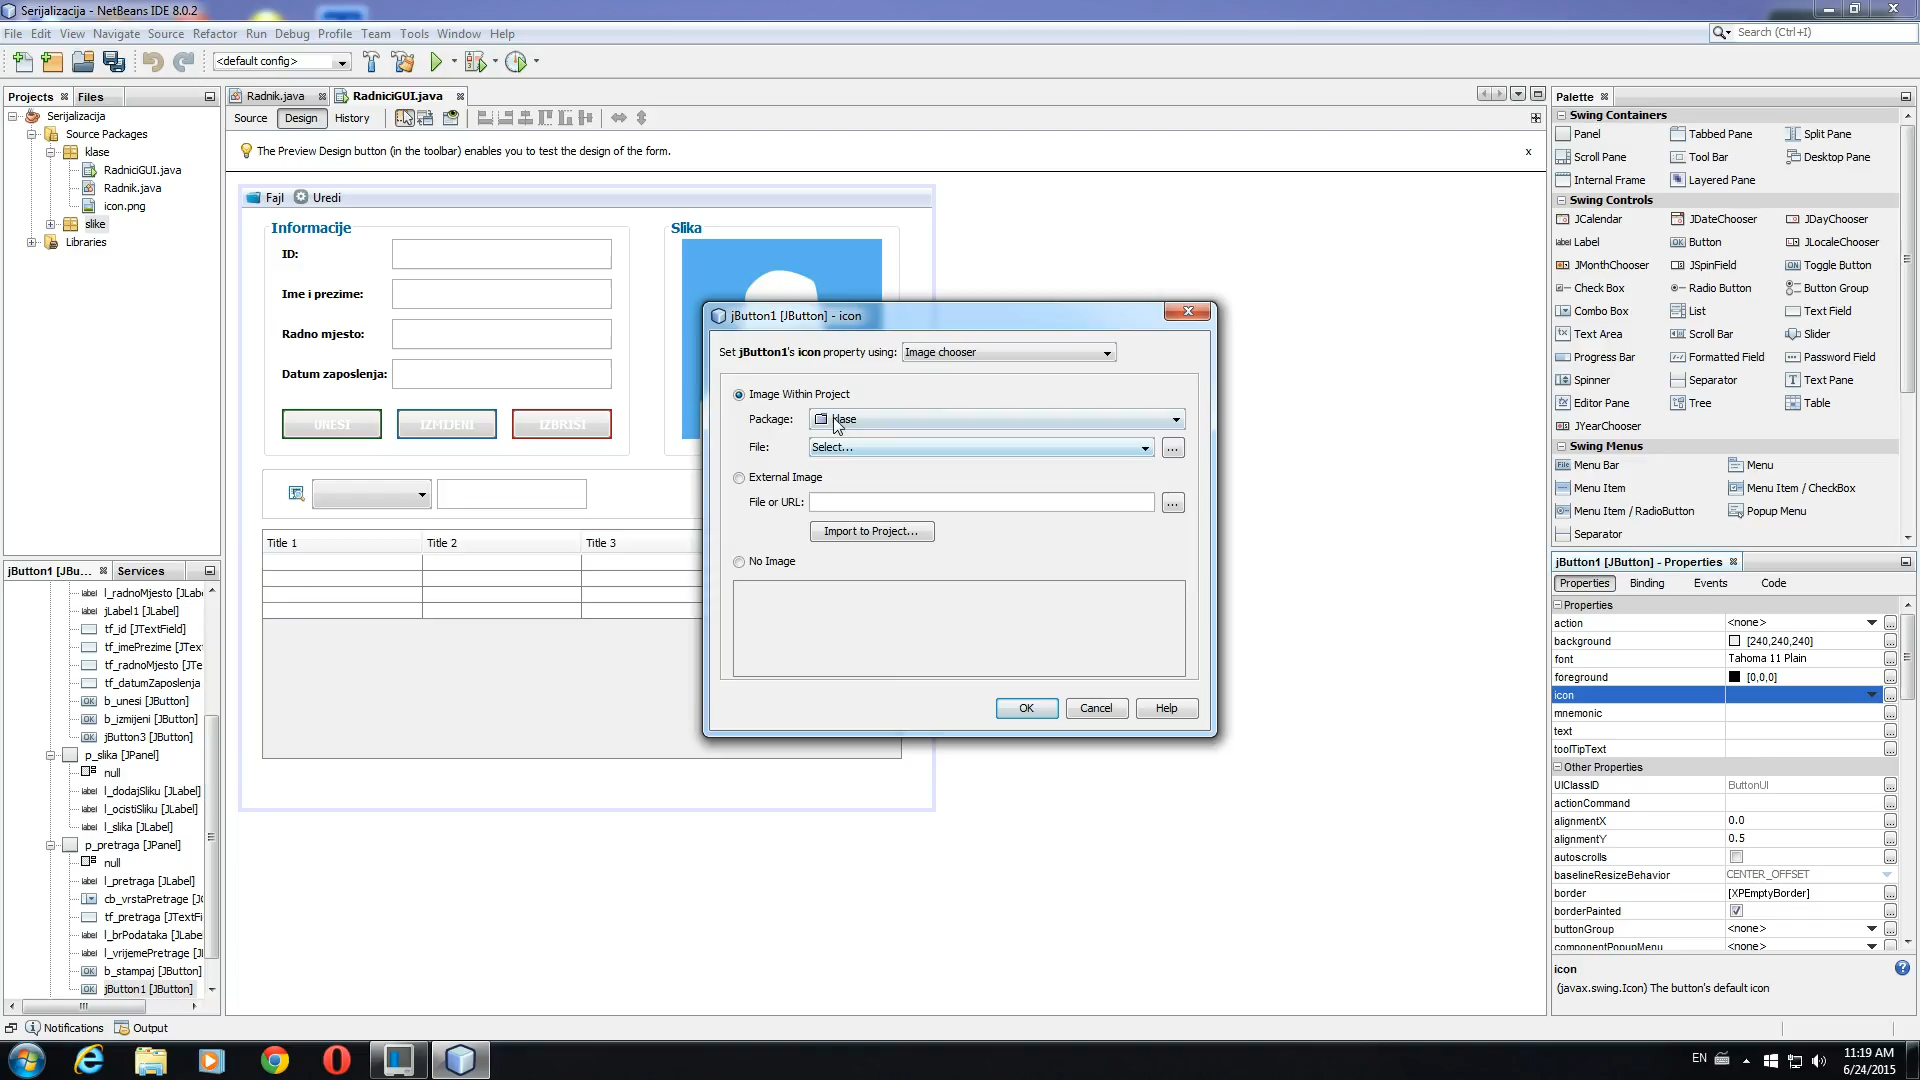 Serijalizacija - NetBeans IDE 8.0.2
File Edit View Navigate Source Refactor Run Debug Profile Team Tools Window Help
Search (Ctrl+I)
<default config>
Projects Files
Serijalizacija
Source Packages
klase
RadniciGUI.java
Radnik.java
icon.png
slike
Libraries
Radnik.java RadniciGUI.java
Source Design History
The Preview Design button (in the toolbar) enables you to test the design of the form. x
Fajl Uredi
Informacije
ID:
Ime i prezime:
Radno mjesto:
Datum zaposlenja:
UNESI IZMIJENI IZBRISI
Slika
Title 1 Title 2 Title 3
jButton1 [JButton] - icon
Set jButton1's icon property using: Image chooser
Image Within Project
Package: klase
File: Select... ...
External Image
File or URL: ...
Import to Project...
No Image
OK Cancel Help
jButton1 [JBu... Services
l_radnoMjesto [JLabe
jLabel1 [JLabel]
tf_id [JTextField]
tf_imePrezime [JTex
tf_radnoMjesto [JTe
tf_datumZaposlenja
b_unesi [JButton]
b_izmijeni [JButton]
jButton3 [JButton]
p_slika [JPanel]
null
l_dodajSliku [JLabel]
l_ocistiSliku [JLabel]
l_slika [JLabel]
p_pretraga [JPanel]
null
l_pretraga [JLabel]
cb_vrstaPretrage [JC
tf_pretraga [JTextFi
l_brPodataka [JLabe
l_vrijemePretrage [JL
b_stampaj [JButton]
jButton1 [JButton]
Notifications Output
Palette
Swing Containers
Panel Tabbed Pane Split Pane
Scroll Pane Tool Bar Desktop Pane
Internal Frame Layered Pane
Swing Controls
JCalendar JDateChooser JDayChooser
label Label OK Button JLocaleChooser
JMonthChooser JSpinField ON Toggle Button
Check Box Radio Button Button Group
Combo Box List Text Field
Text Area Scroll Bar Slider
Progress Bar Formatted Field Password Field
Spinner Separator Text Pane
Editor Pane Tree Table
JYearChooser
Swing Menus
Menu Bar Menu
Menu Item Menu Item / CheckBox
Menu Item / RadioButton Popup Menu
Separator
jButton1 [JButton] - Properties
Properties Binding Events Code
Properties
action <none>
background [240,240,240]
font Tahoma 11 Plain
foreground [0,0,0]
icon
mnemonic
text
toolTipText
Other Properties
UIClassID ButtonUI
actionCommand
alignmentX 0.0
alignmentY 0.5
autoscrolls
baselineResizeBehavior CENTER_OFFSET
border [XPEmptyBorder]
borderPainted
buttonGroup <none>
componentPopupMenu <none>
icon
(javax.swing.Icon) The button's default icon
EN
11:19 AM
6/24/2015